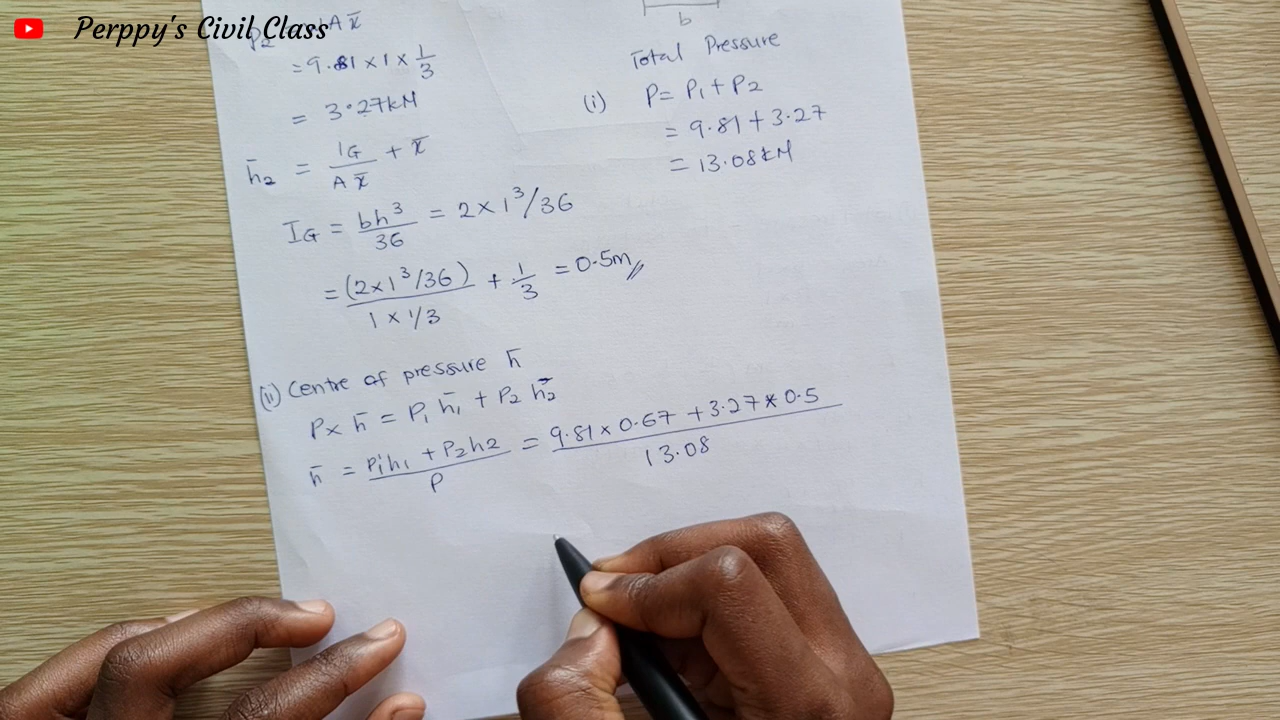 Perppy's Civil Class
P2 A x̄
= 9.81 × 1 × 1/3
= 3.27kN
h̄2 = IG/Ax̄ + x̄
IG = bh³/36 = 2×1³/36
= (2×1³/36)/(1 × 1/3) + 1/3 = 0.5m
b
Total Pressure
(i) P = P1 + P2
= 9.81 + 3.27
= 13.08kN
(ii) Centre of pressure h̄
P× h̄ = P1 h̄1 + P2 h̄2
h̄ = P1h1 + P2h2/P = 9.81 × 0.67 + 3.27 * 0.5/13.08